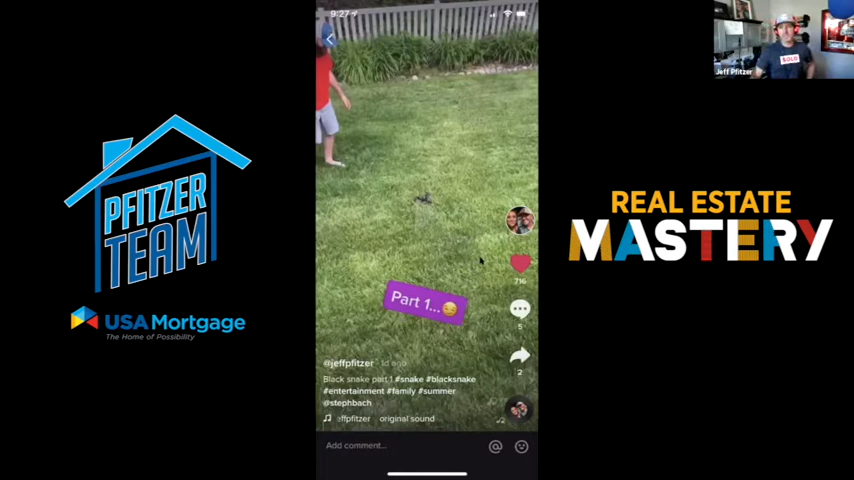 9:27
Jeff Pfitzer
SOLD
PFITZER
TEAM
USA Mortgage
The Home of Possibility
REAL ESTATE
MASTERY
716
5
2
Part 1...
@jeffpfitzer · 1d ago
Black snake part 1 #snake #blacksnake
#entertainment #family #summer
@stephbach
effpfitzer original sound
Add comment...